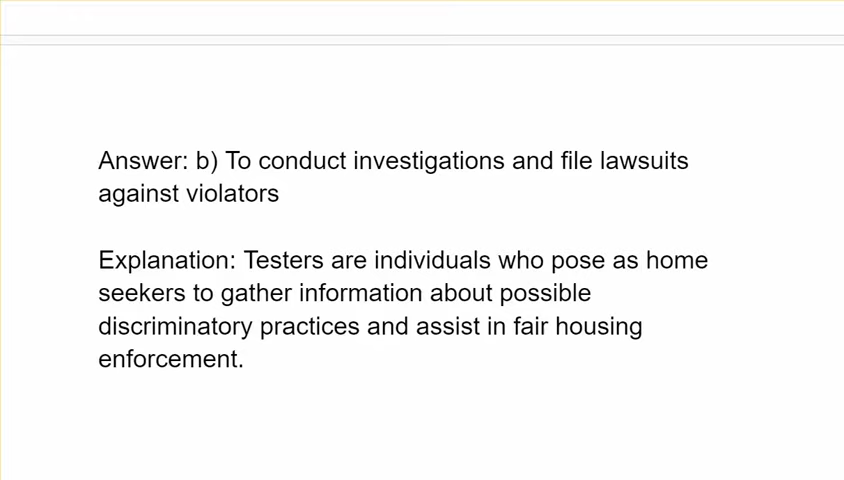 Answer: b) To conduct investigations and file lawsuits
against violators
Explanation: Testers are individuals who pose as home
seekers to gather information about possible
discriminatory practices and assist in fair housing
enforcement.